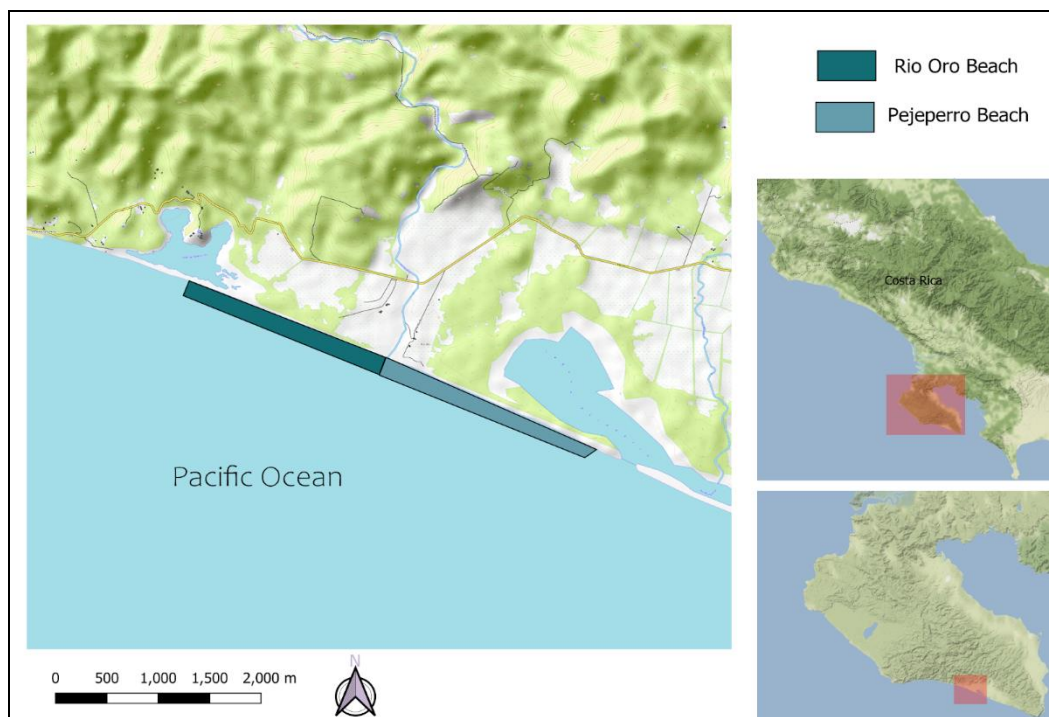 Rio Oro Beach
Pejeperro Beach
Costa Rica
Pacific Ocean
N
0 500 1,000 1,500 2,000 m